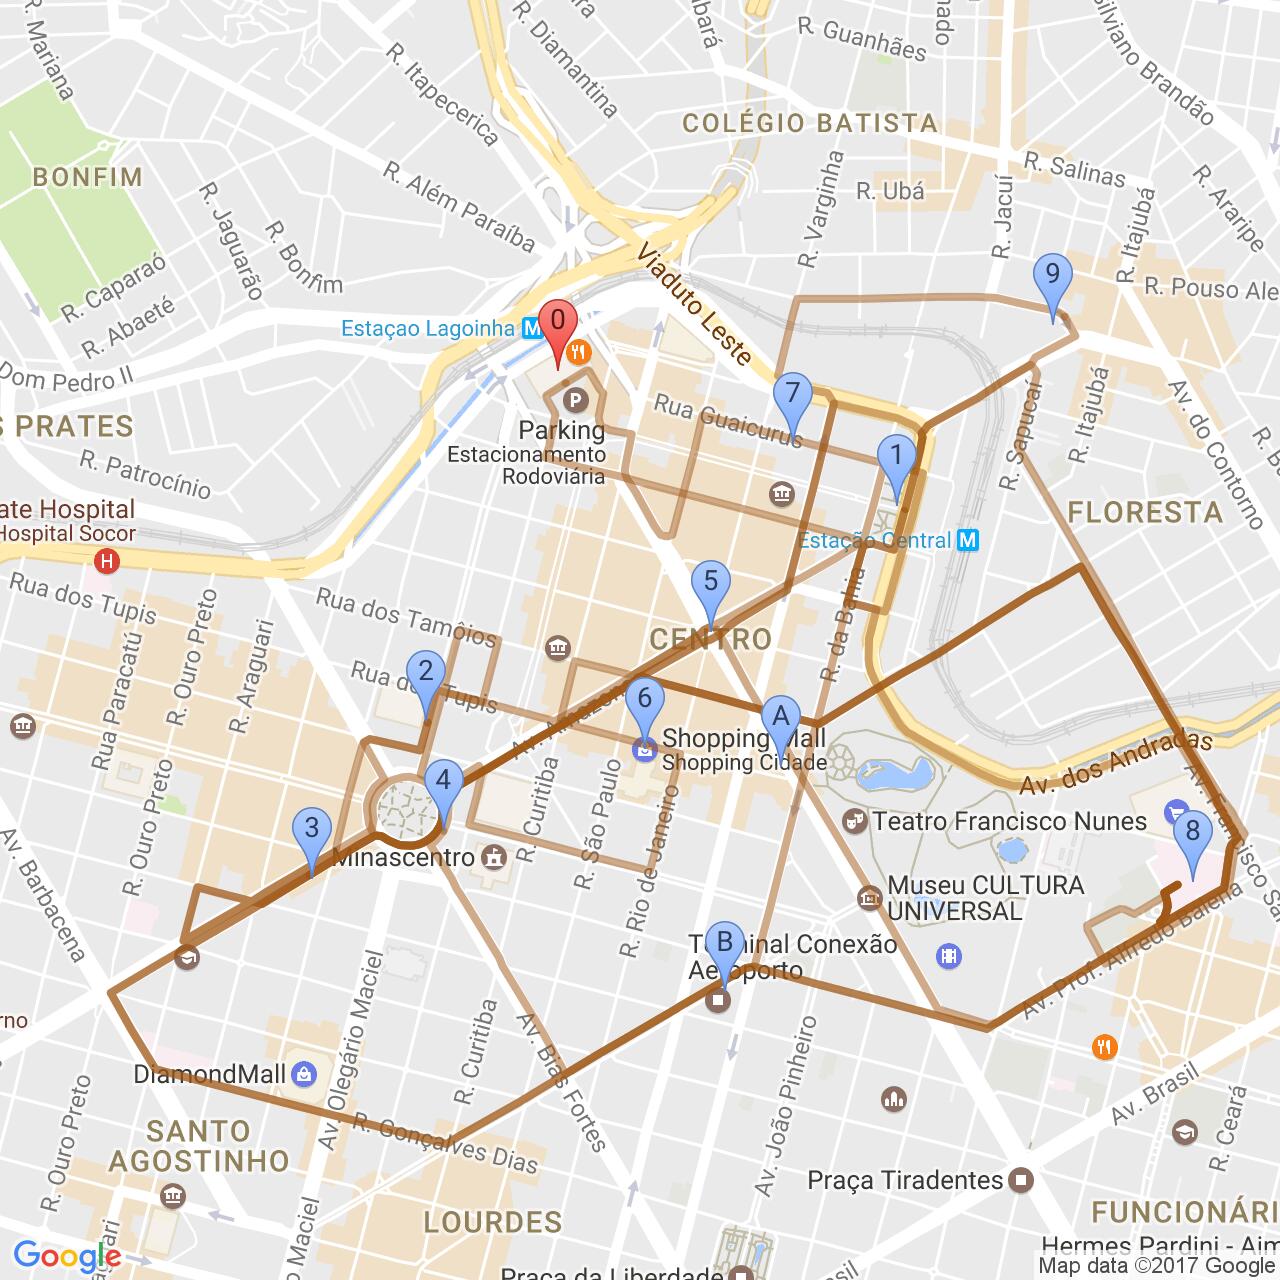 R. Mariana
R. Itapecerica
R. Diamantina
R. Guanhães
Silviano Brandão
COLÉGIO BATISTA
R. Salinas
BONFIM
R. Além Paraíba
R. Varginha
R. Ubá
R. Jacuí
R. Itajubá
R. Araripe
R. Jaguarão
R. Bonfim
R. Caparaó
R. Abaeté
Viaduto Leste
9
R. Pouso Ale
Estaçao Lagoinha
M
0
Dom Pedro II
S PRATES
R. Patrocínio
P
Parking
Estacionamento
Rodoviária
Rua Guaicurus
7
1
R. Sapucaí
R. Itajubá
Av. do Contorno
FLORESTA
ate Hospital
Hospital Socor
H
Estação Central
M
Rua dos Tupis
R. Ouro Preto
R. Araguari
Rua Paracatú
Rua dos Tamôios
5
CENTRO
R. da Bahia
2
Rua dos Tupis
6
Av. Amazonas
A
Shopping Mall
Shopping Cidade
Av. dos Andradas
R. Ouro Preto
R. Curitiba
R. São Paulo
R. Rio de Janeiro
4
3
Minascentro
Teatro Francisco Nunes
8
Av. Francisco Sa
Museu CULTURA
UNIVERSAL
Av. Barbacena
B
Terminal Conexão
Aeroporto
Av. Prof. Alfredo Balena
rno
Av. Olegário Maciel
R. Curitiba
Av. Bias Fortes
DiamondMall
Av. João Pinheiro
Av. Brasil
R. Ouro Preto
SANTO
AGOSTINHO
R. Gonçalves Dias
R. Ceará
Praça Tiradentes
LOURDES
FUNCIONÁRI
Hermes Pardini - Aim
Google
Praça da Liberdade
Map data ©2017 Google